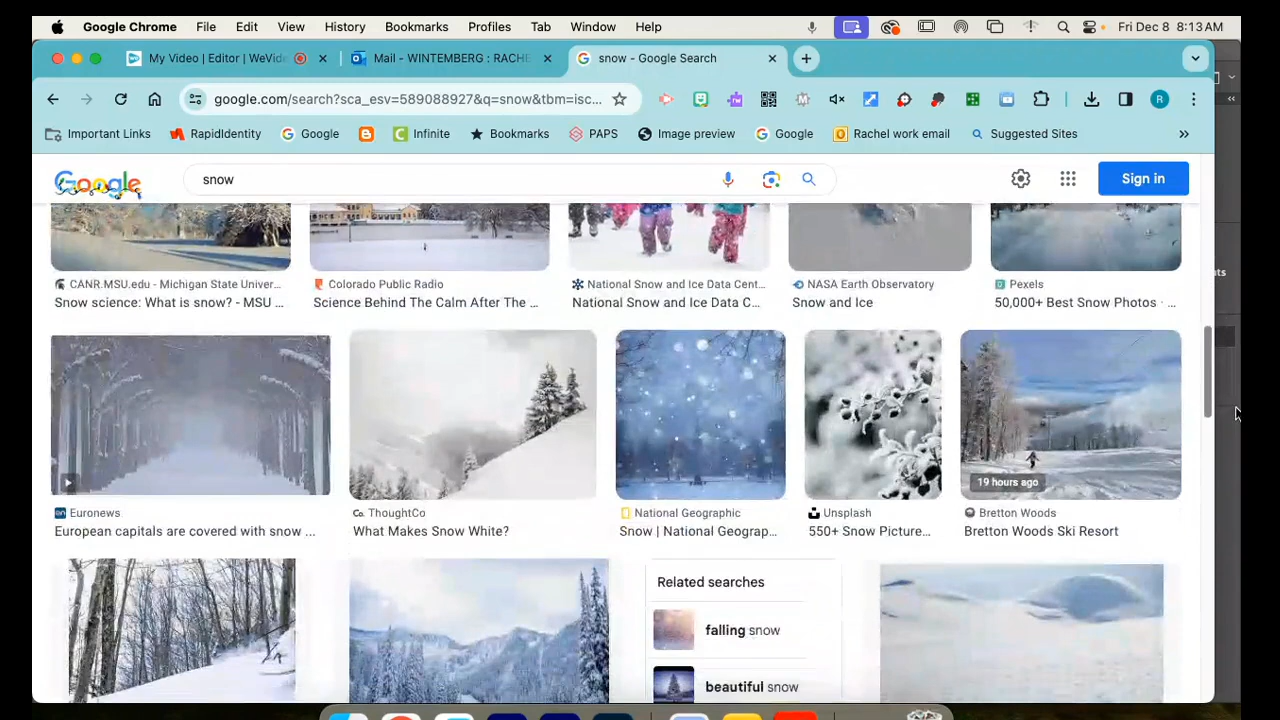 Google Chrome File Edit View History Bookmarks Profiles Tab Window Help Fri Dec 8 8:13 AM
My Video | Editor | WeVide Mail - WINTEMBERG : RACHE snow - Google Search
google.com/search?sca_esv=589088927&q=snow&tbm=isc...
Important Links RapidIdentity Google Infinite Bookmarks PAPS Image preview Google Rachel work email Suggested Sites »
Google snow Sign in
CANR.MSU.edu - Michigan State Univer... Colorado Public Radio National Snow and Ice Data Cent... NASA Earth Observatory Pexels
Snow science: What is snow? - MSU ... Science Behind The Calm After The ... National Snow and Ice Data C... Snow and Ice 50,000+ Best Snow Photos · ...
19 hours ago
Euronews Co. ThoughtCo National Geographic Unsplash Bretton Woods
European capitals are covered with snow ... What Makes Snow White? Snow | National Geograp... 550+ Snow Picture... Bretton Woods Ski Resort
Related searches
falling snow
beautiful snow